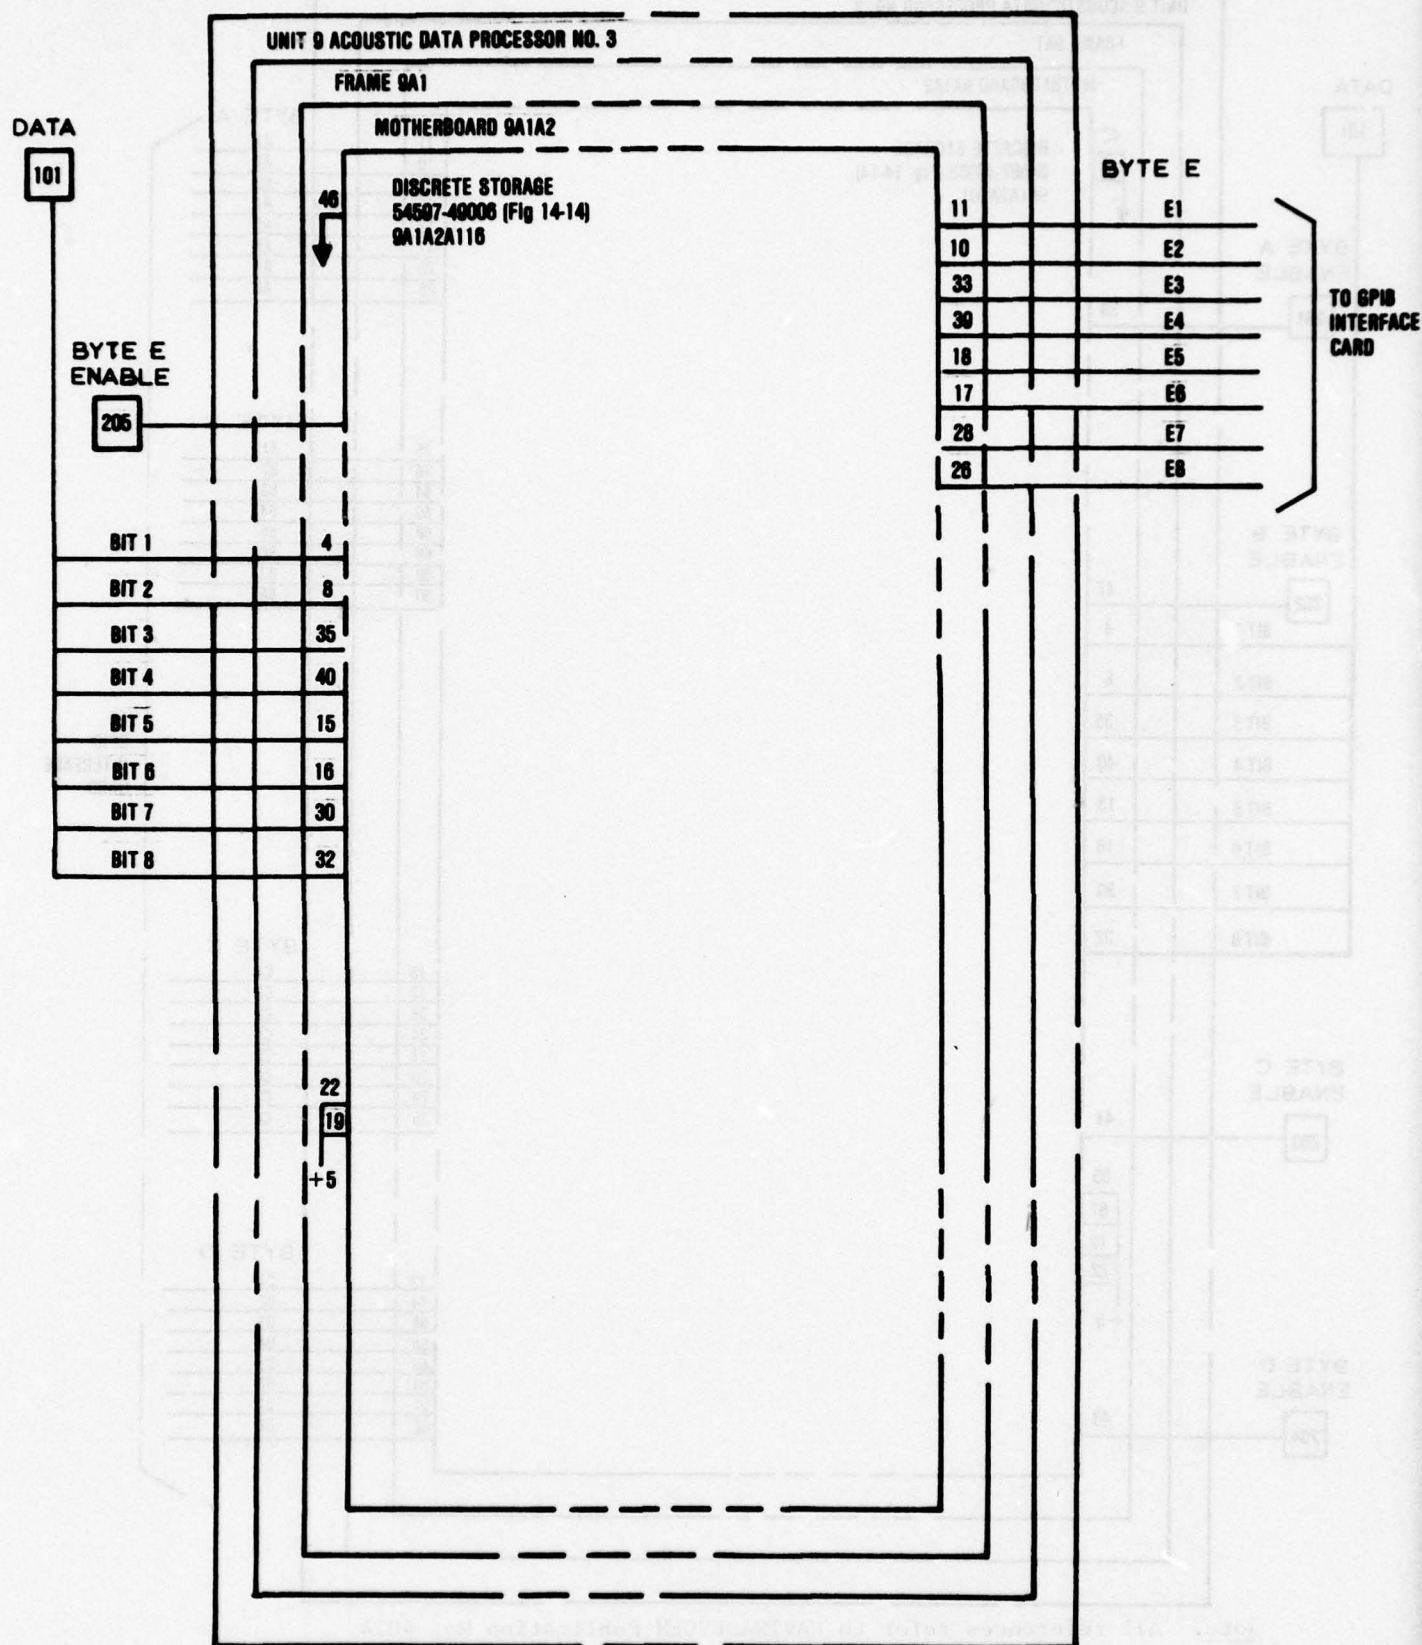 UNIT 9 ACOUSTIC DATA PROCESSOR NO. 3
FRAME 9A1
MOTHERBOARD 9A1A2
DISCRETE STORAGE
54597-49006 (Fig 14-14)
9A1A2A116
46
DATA
101
BYTE E
ENABLE
205
BIT 1 4
BIT 2 8
BIT 3 35
BIT 4 40
BIT 5 15
BIT 6 16
BIT 7 30
BIT 8 32
22
19
+5
BYTE E
11 E1
10 E2
33 E3
39 E4
18 E5
17 E6
28 E7
26 E8
TO GPIB
INTERFACE
CARD